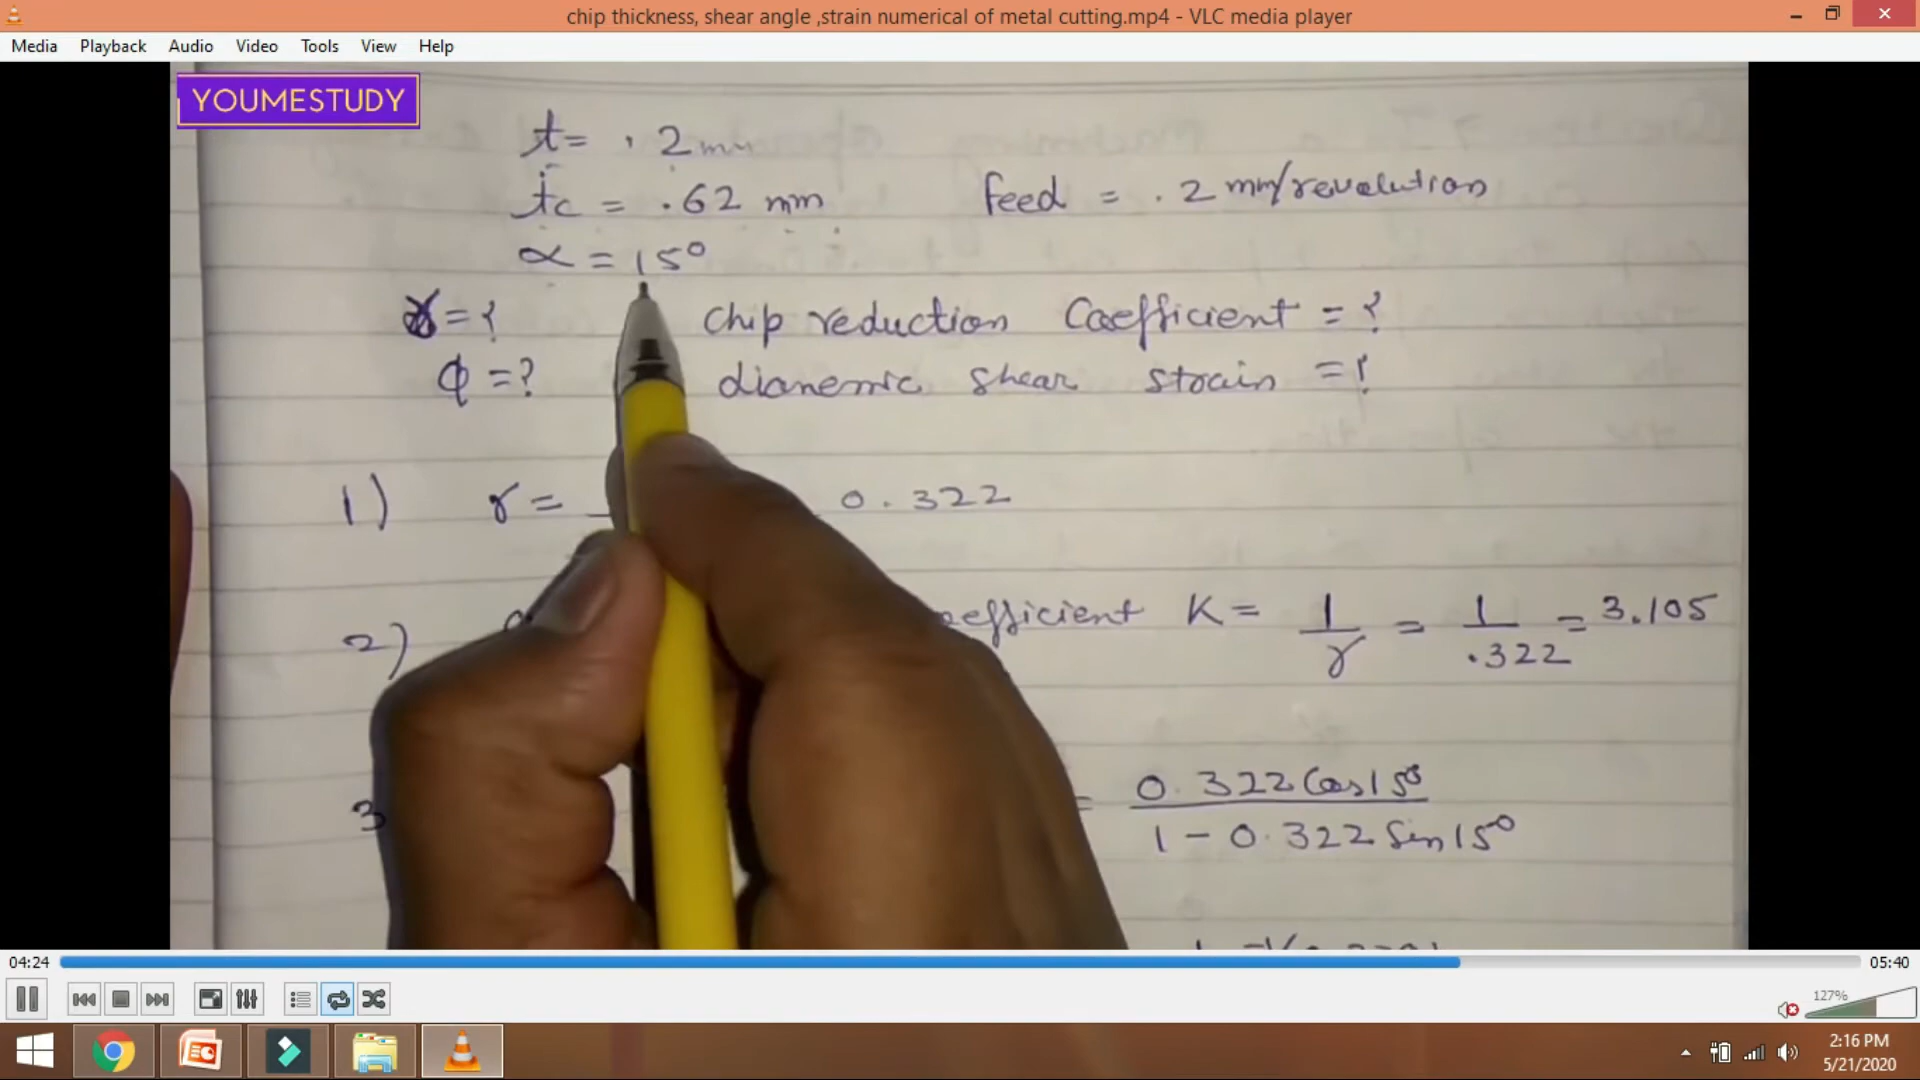 chip thickness, shear angle ,strain numerical of metal cutting.mp4 - VLC media player
Media Playback Audio Video Tools View Help
YOUMESTUDY
t = .2 mm
tc = .62 mm feed = .2 mm/revolution
α = 15°
= ? Chip reduction Coefficient = ?
φ = ? dianemic shear strain = ?
1) r = 0.322
2) oefficient K = 1/r = 1/.322 = 3.105
3 = 0.322 Cos15° / 1 - 0.322 Sin15°
04:24 05:40
127%
2:16 PM
5/21/2020